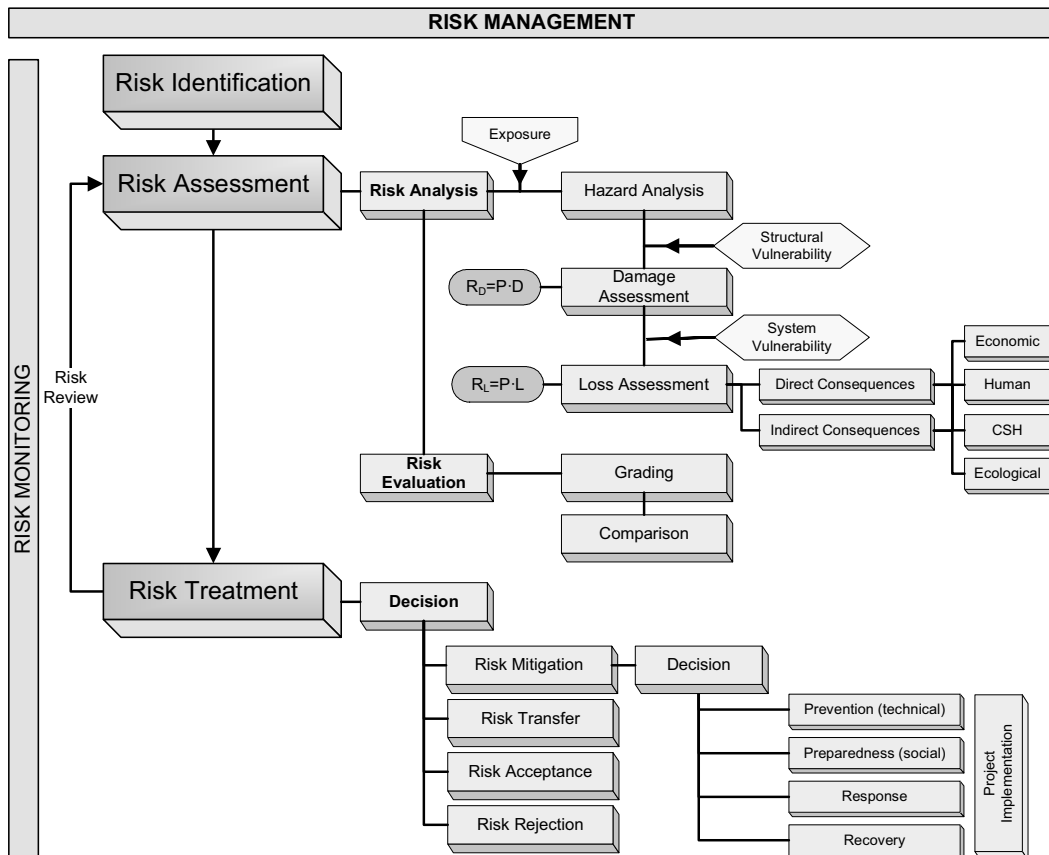 RISK MANAGEMENT
RISK MONITORING
Risk Identification
Exposure
Risk Assessment
Risk Analysis
Hazard Analysis
Structural
Vulnerability
R_D=P·D
Damage
Assessment
System
Vulnerability
Risk
Review
R_L=P·L
Loss Assessment
Direct Consequences
Indirect Consequences
Economic
Human
CSH
Ecological
Risk
Evaluation
Grading
Comparison
Risk Treatment
Decision
Risk Mitigation
Decision
Risk Transfer
Risk Acceptance
Risk Rejection
Prevention (technical)
Preparedness (social)
Response
Recovery
Project
Implementation